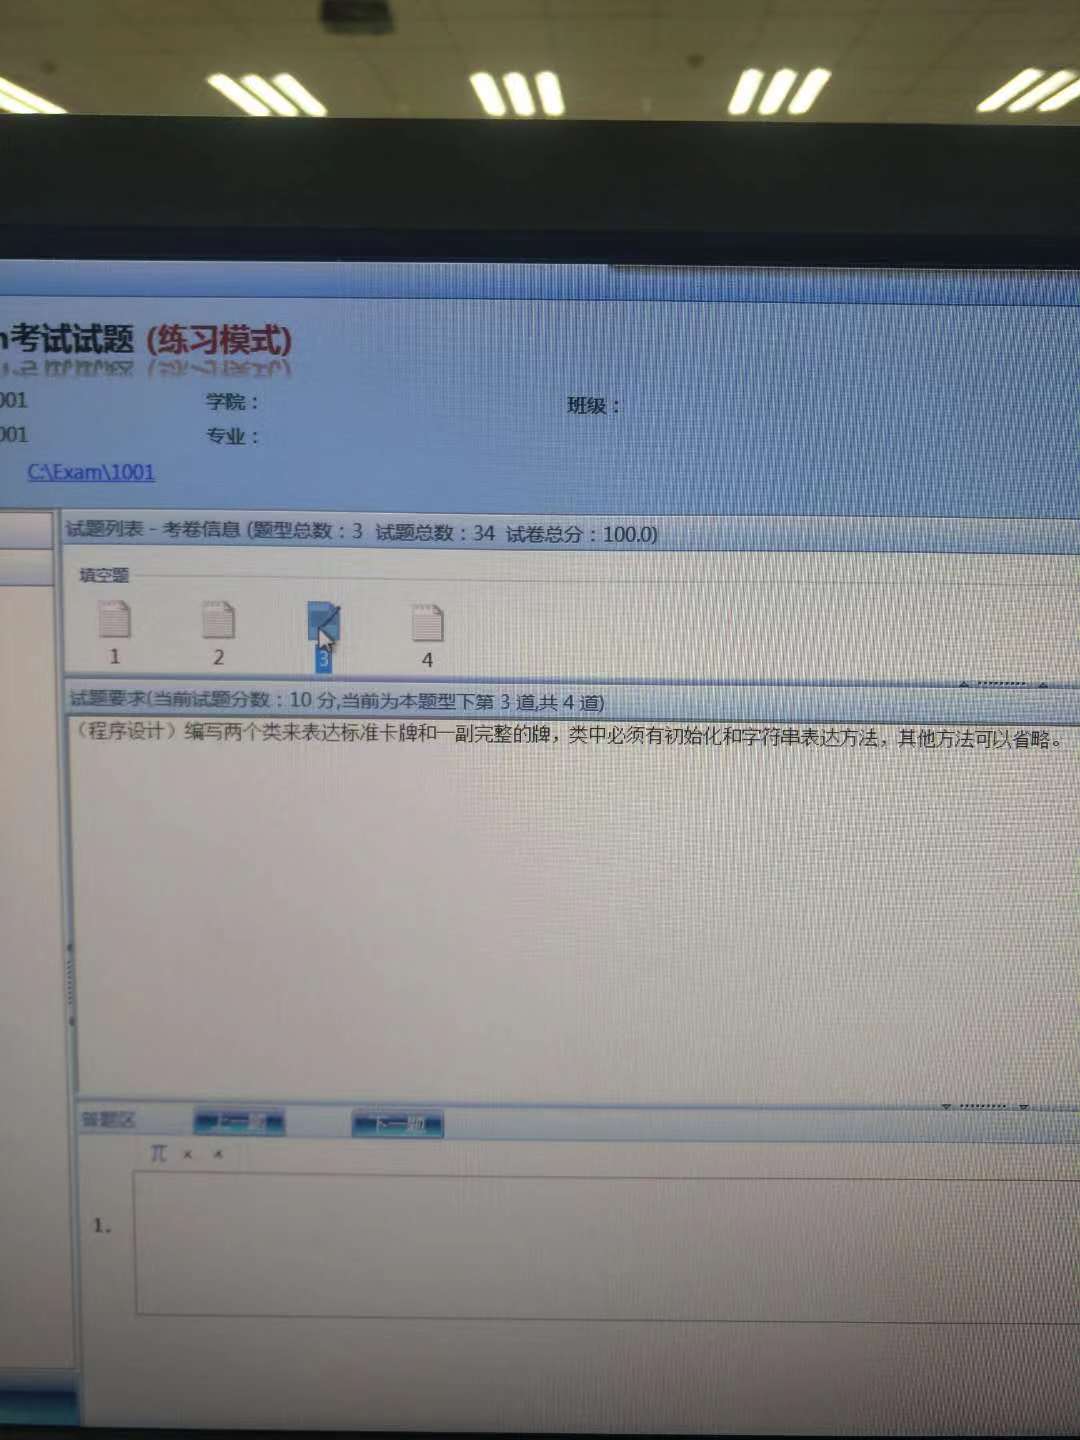 考试试题 (练习模式)
001 学院： 班级：
001 专业：
C:\Exam\1001
试题列表 - 考卷信息 (题型总数：3 试题总数：34 试卷总分：100.0)
填空题
1 2 3 4
试题要求(当前试题分数：10 分,当前为本题型下第 3 道,共 4 道)
（程序设计）编写两个类来表达标准卡牌和一副完整的牌，类中必须有初始化和字符串表达方法，其他方法可以省略。
答题区 上一题 下一题
π × ×
1.